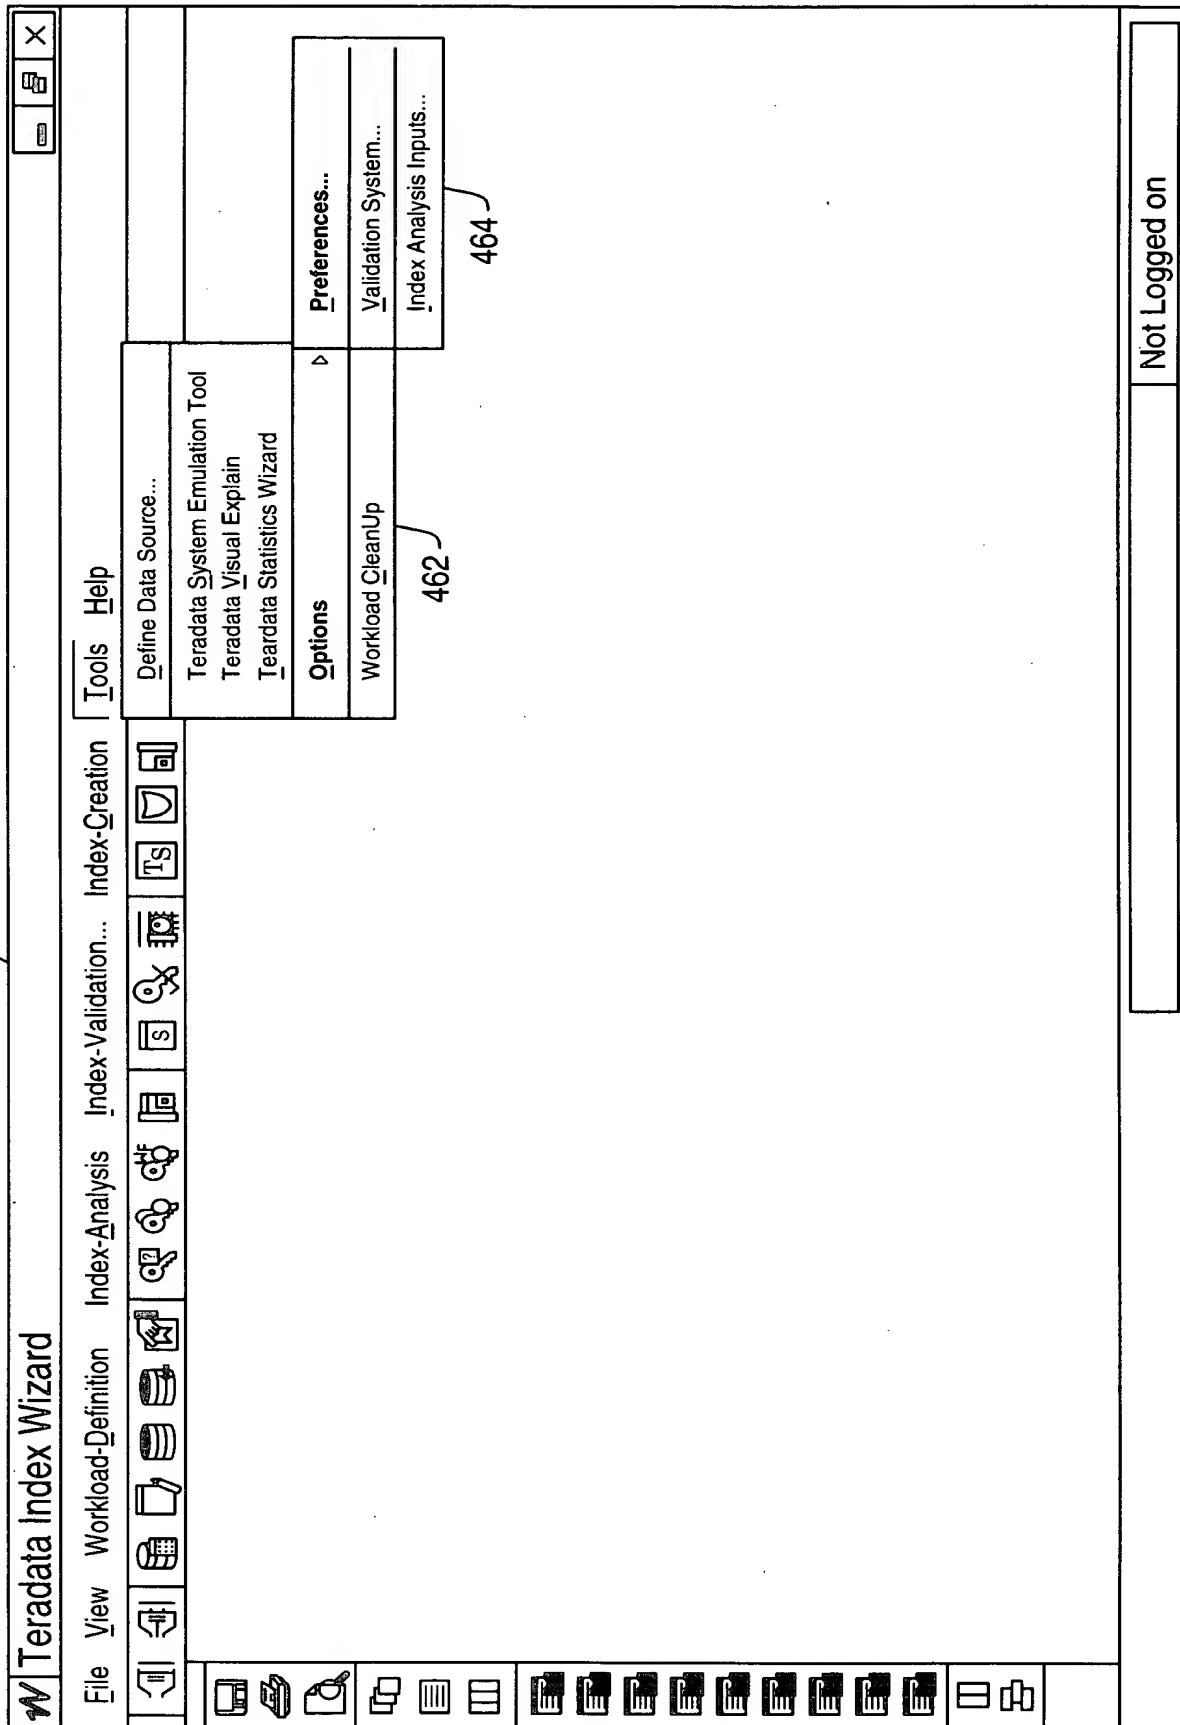 Teradata Index Wizard
File View Workload-Definition Index-Analysis Index-Validation... Index-Creation Tools Help
TS
S
?
WF
Define Data Source...
Teradata System Emulation Tool
Teradata Visual Explain
Teardata Statistics Wizard
Options Preferences...
Workload CleanUp Validation System...
Index Analysis Inputs...
462
464
Not Logged on